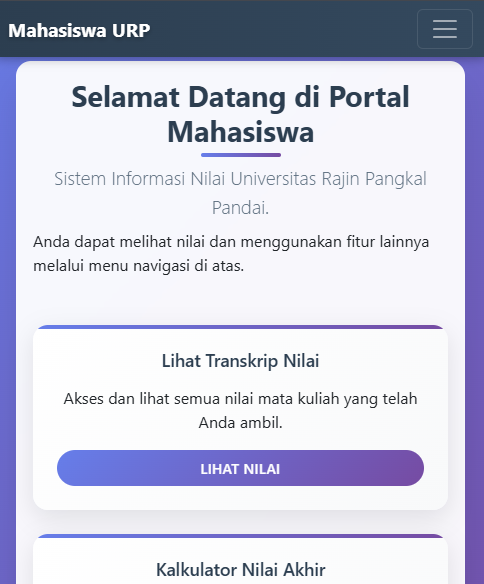 Mahasiswa URP
Selamat Datang di Portal
Mahasiswa
Sistem Informasi Nilai Universitas Rajin Pangkal
Pandai.
Anda dapat melihat nilai dan menggunakan fitur lainnya
melalui menu navigasi di atas.
Lihat Transkrip Nilai
Akses dan lihat semua nilai mata kuliah yang telah
Anda ambil.
LIHAT NILAI
Kalkulator Nilai Akhir